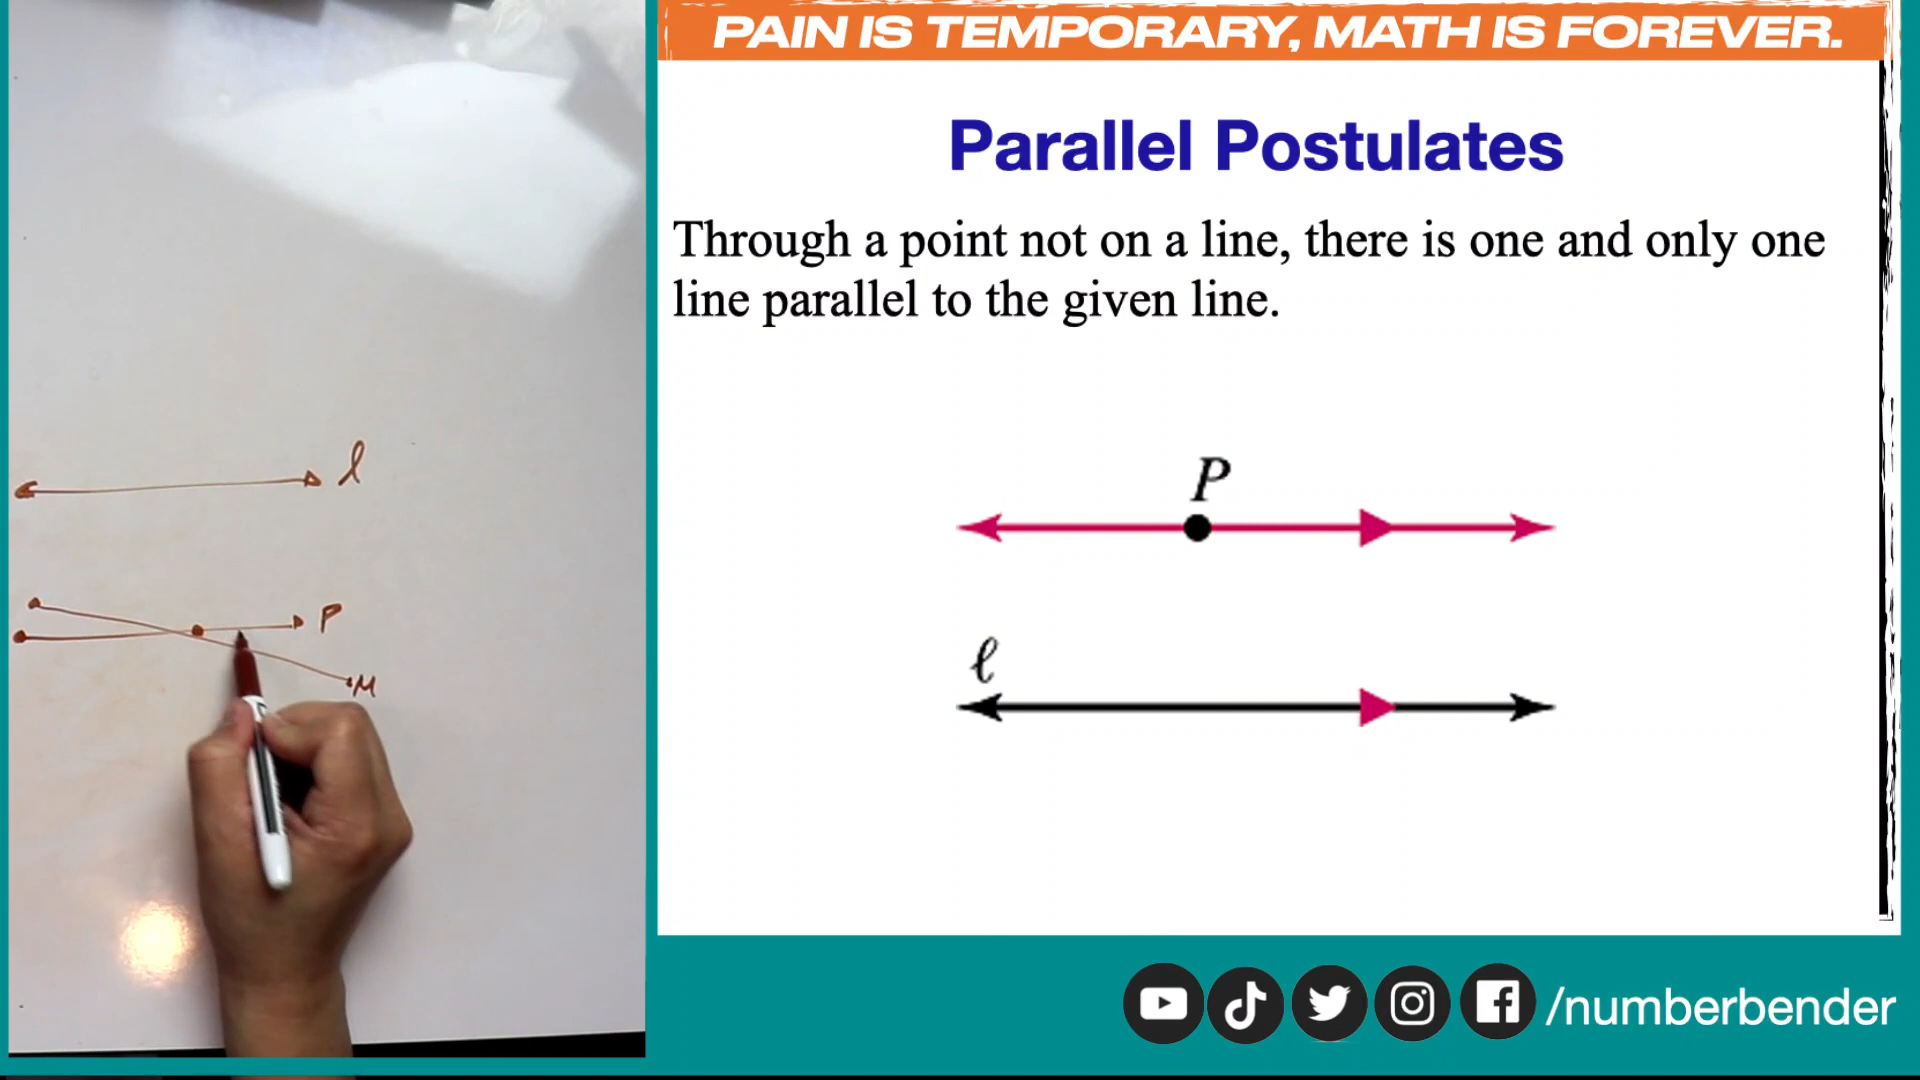 PAIN IS TEMPORARY, MATH IS FOREVER.
Parallel Postulates
Through a point not on a line, there is one and only one
line parallel to the given line.
P
ℓ
l
P
M
/numberbender